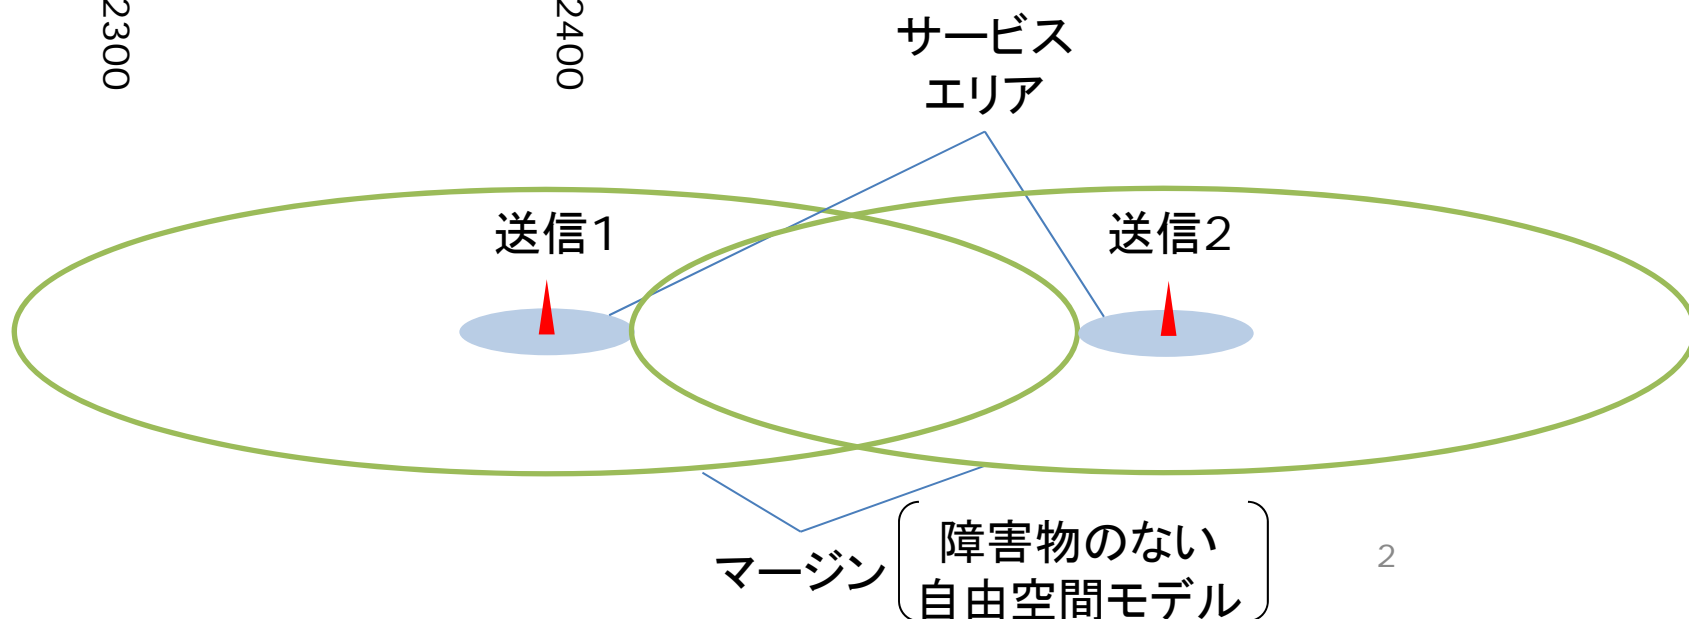 2300
2400
サービス
エリア
送信1
送信2
マージン
障害物のない
自由空間モデル
2